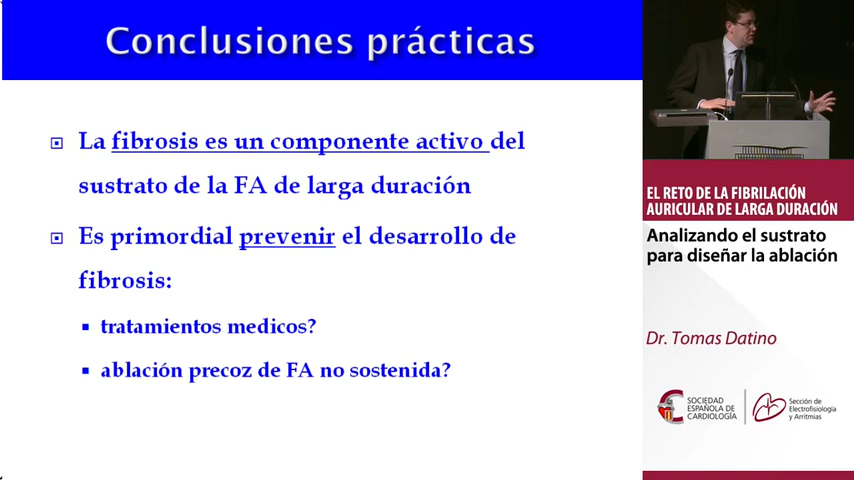 Conclusiones prácticas
La fibrosis es un componente activo del
sustrato de la FA de larga duración
Es primordial prevenir el desarrollo de
fibrosis:
tratamientos medicos?
ablación precoz de FA no sostenida?
EL RETO DE LA FIBRILACIÓN
AURICULAR DE LARGA DURACIÓN
Analizando el sustrato
para diseñar la ablación
Dr. Tomas Datino
SOCIEDAD
ESPAÑOLA DE
CARDIOLOGÍA
Sección de
Electrofisiología
y Arritmias